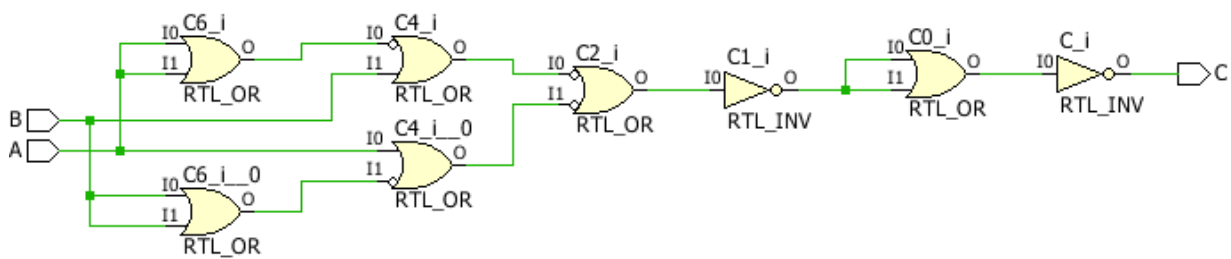 C6_i
I0
O
I1
RTL_OR
C4_i
I0
O
I1
RTL_OR
C2_i
I0
O
I1
RTL_OR
C1_i
I0
O
RTL_INV
C0_i
I0
O
I1
RTL_OR
C_i
I0
O
RTL_INV
C
B
A
C4_i__0
I0
O
I1
RTL_OR
C6_i__0
I0
O
I1
RTL_OR